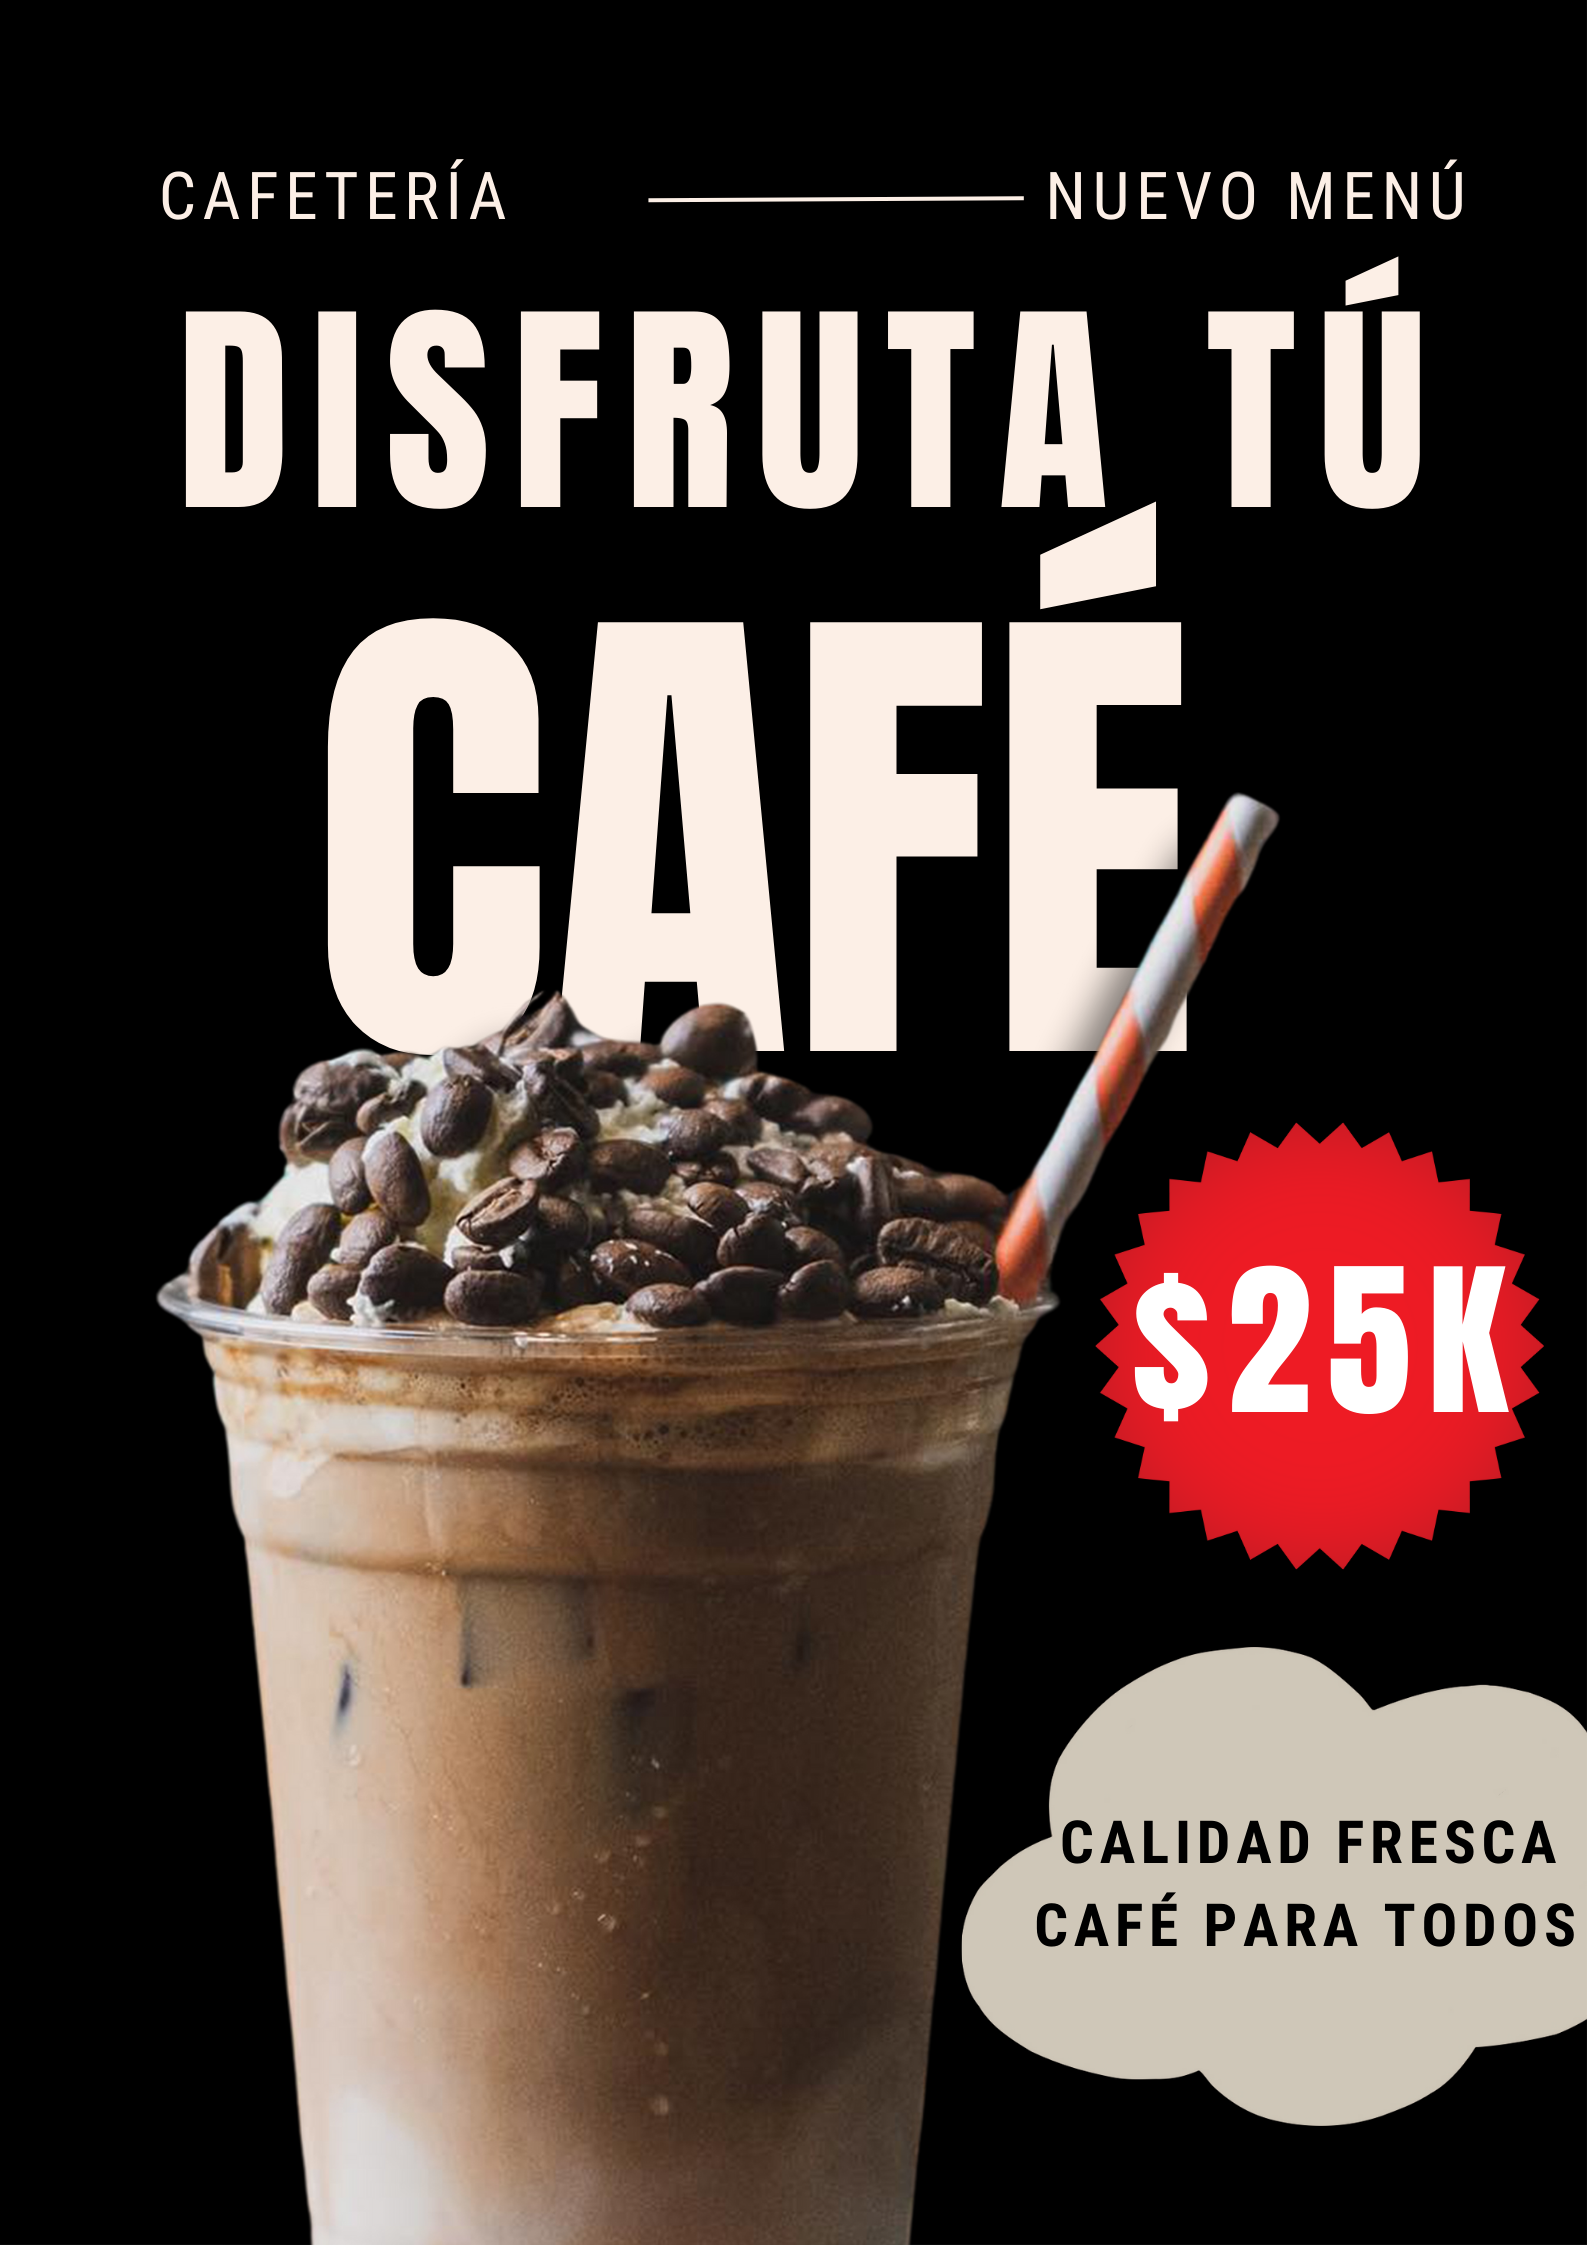 CAFETERÍA NUEVO MENÚ
DISFRUTA TÚ
CAFÉ
$25K
CALIDAD FRESCA
CAFÉ PARA TODOS